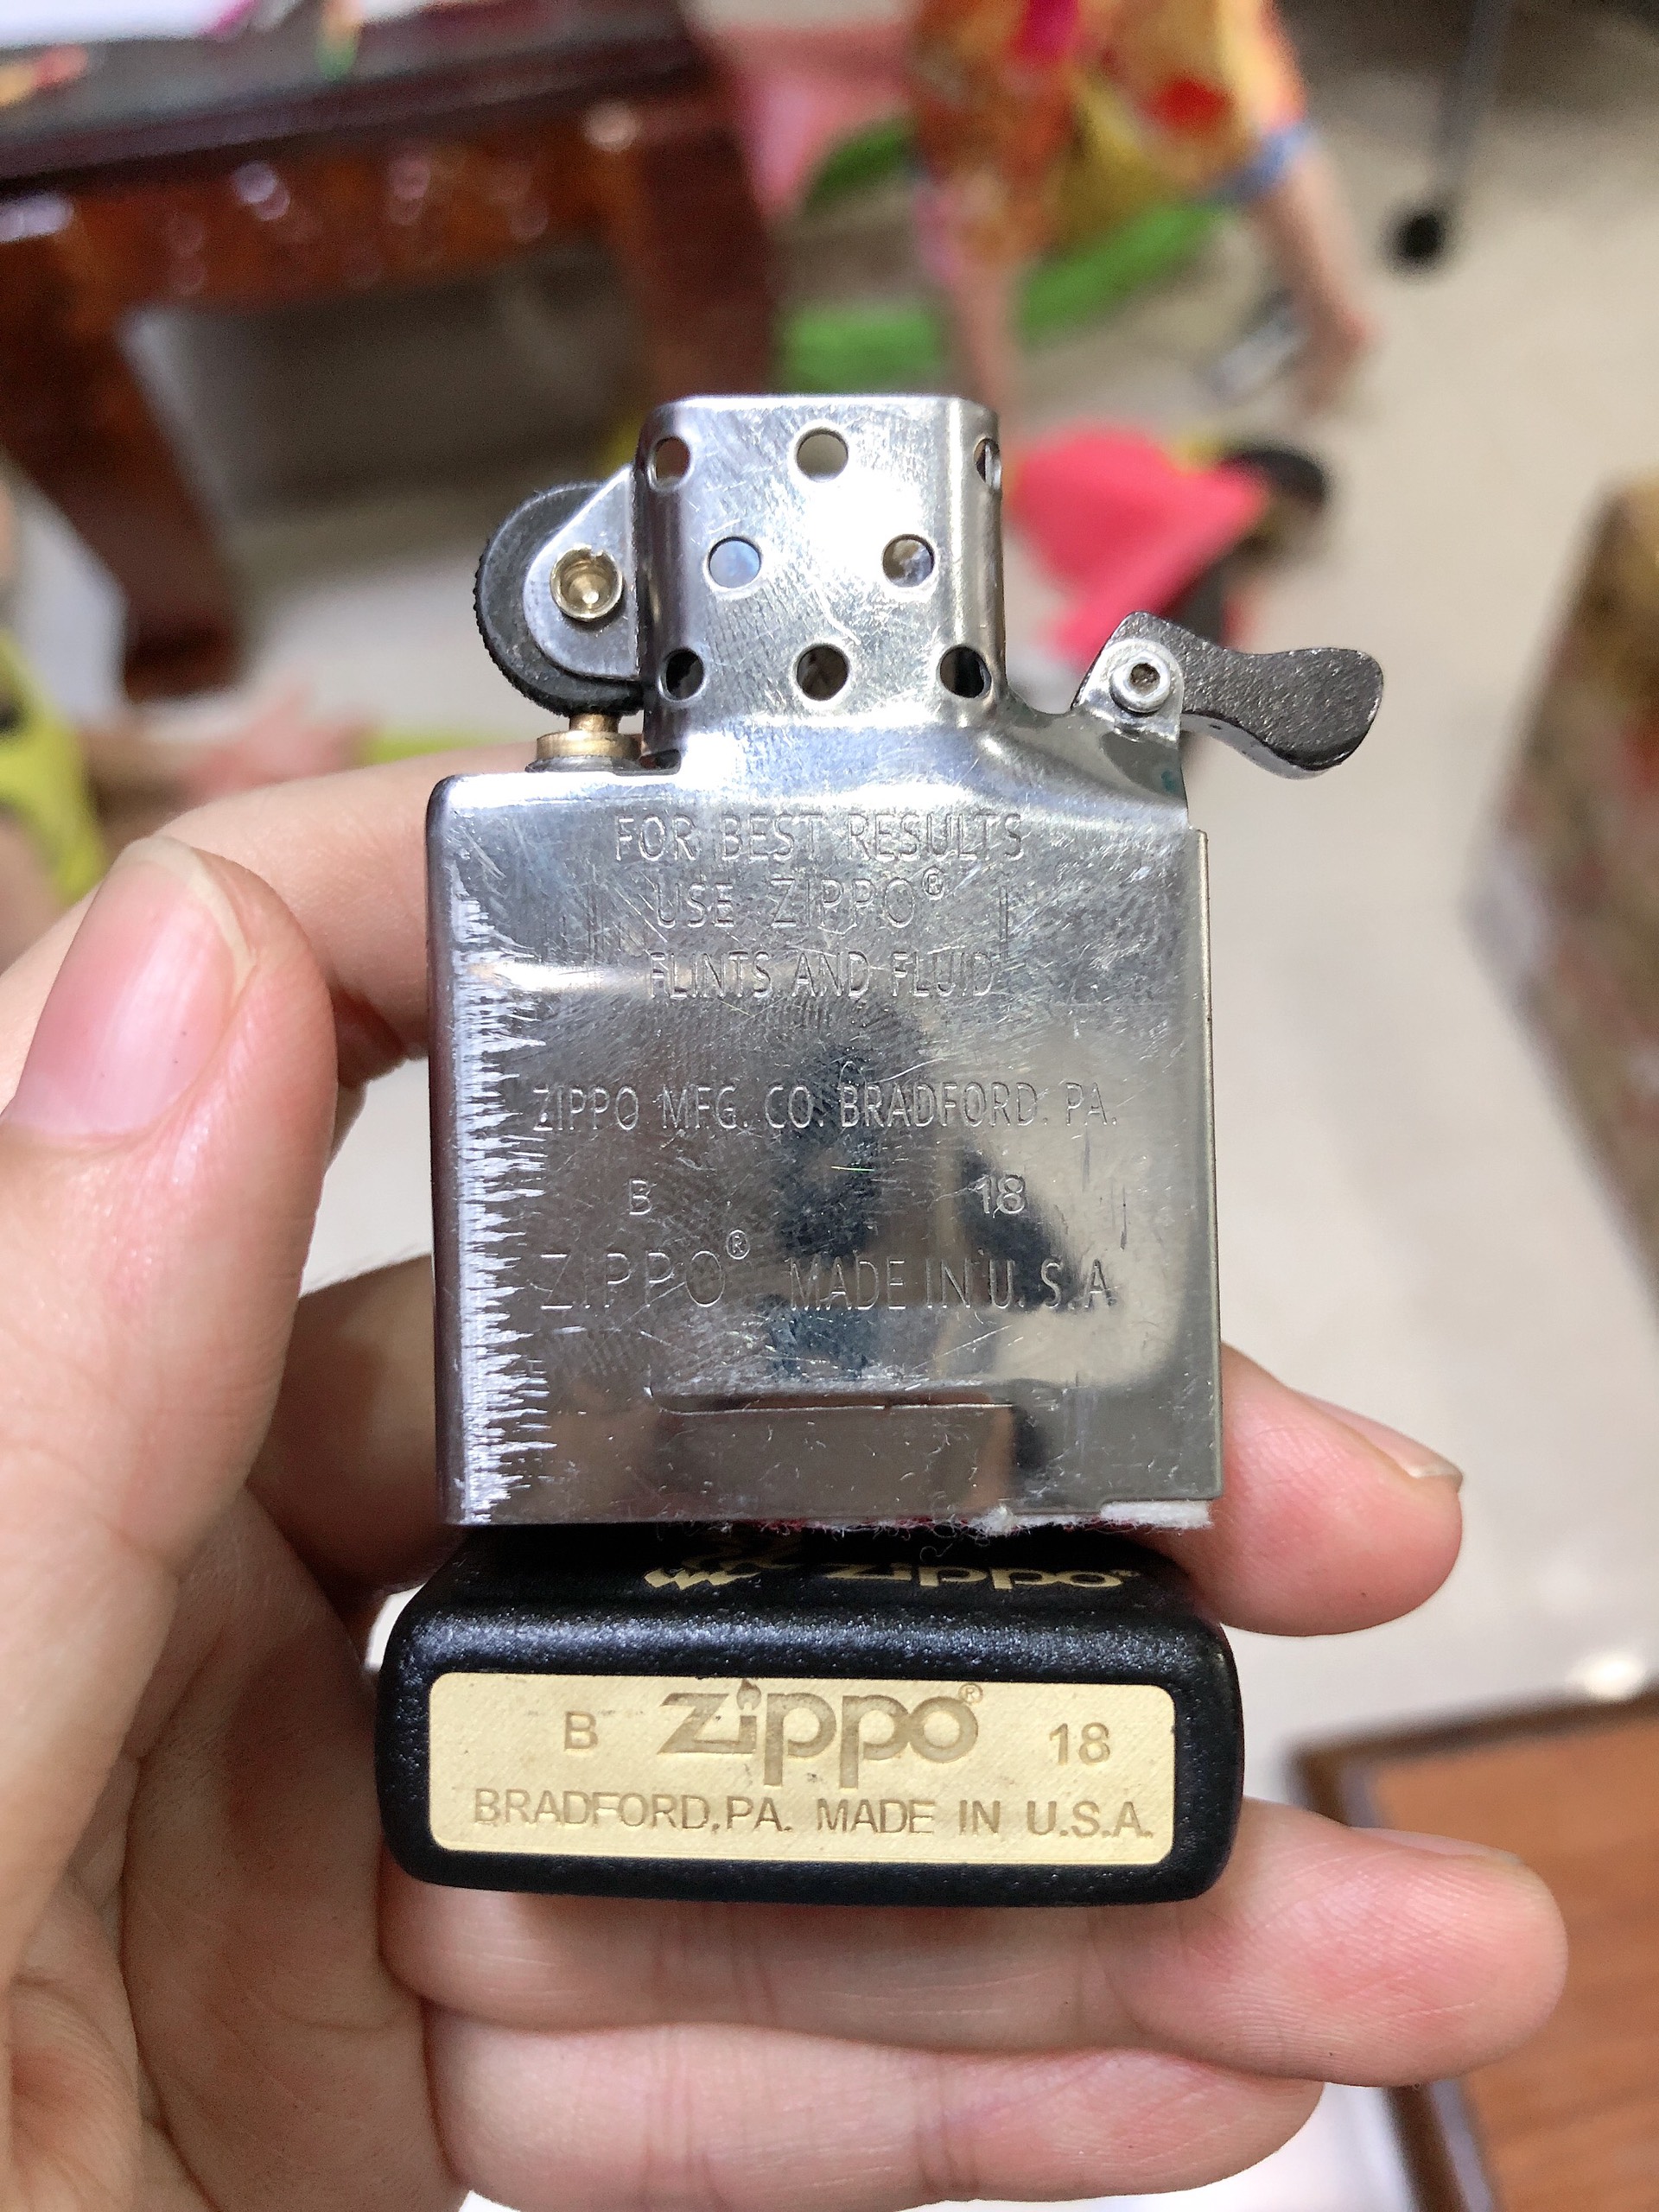 FOR BEST RESULTS
USE ZIPPO®
FLINTS AND FLUID
ZIPPO MFG. CO. BRADFORD. PA.
B 18
ZIPPO® MADE IN U.S.A.
zippo®
B zippo® 18
BRADFORD,PA. MADE IN U.S.A.